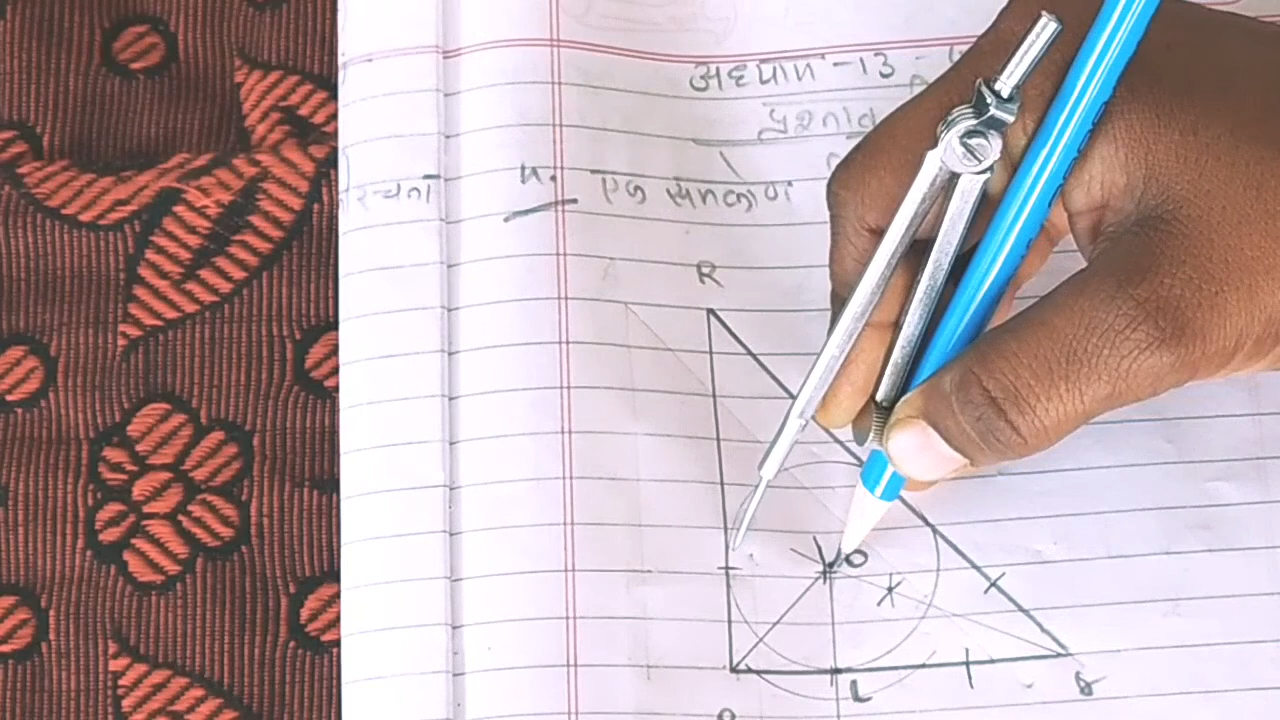 अध्याय - 13 -
प्रश्नाव
रचना
एक समकोण
R
O
L